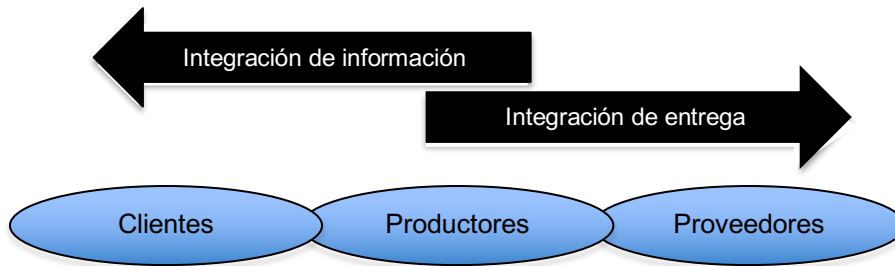 Integración de información
Integración de entrega
Clientes
Productores
Proveedores